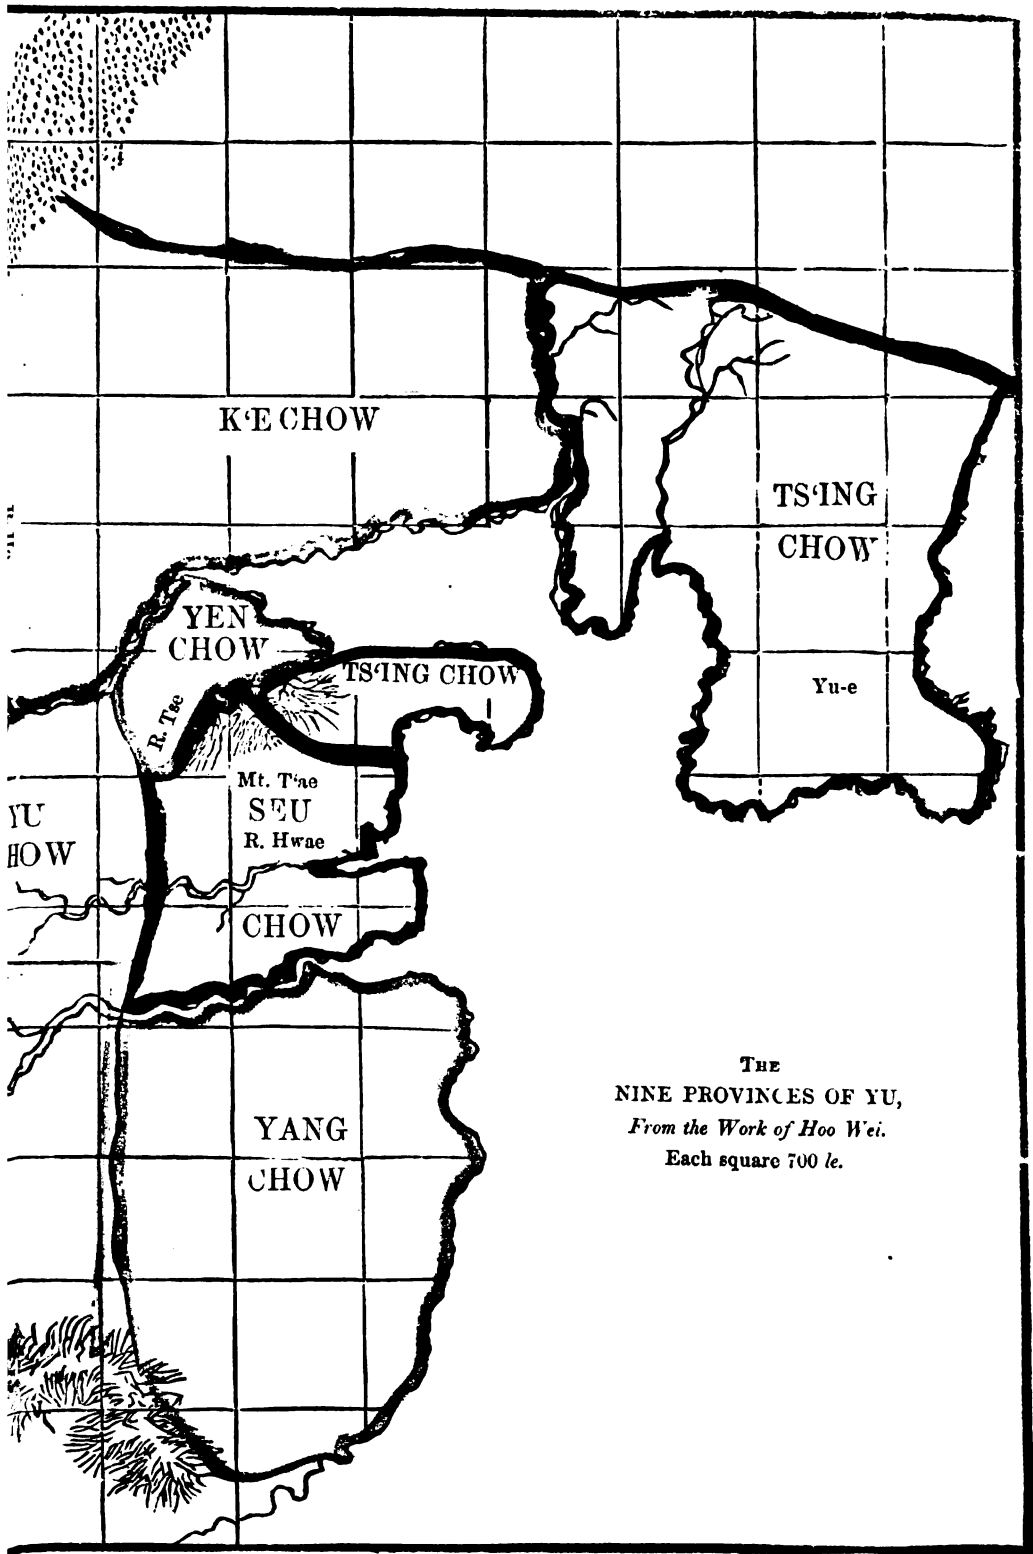 K'E CHOW
TS'ING
CHOW
YEN
CHOW
TS'ING CHOW
Yu-e
R. Tse
Mt. T'ae
SEU
R. Hwae
CHOW
YU
HOW
YANG
CHOW
THE
NINE PROVINCES OF YU,
From the Work of Hoo Wei.
Each square 700 le.